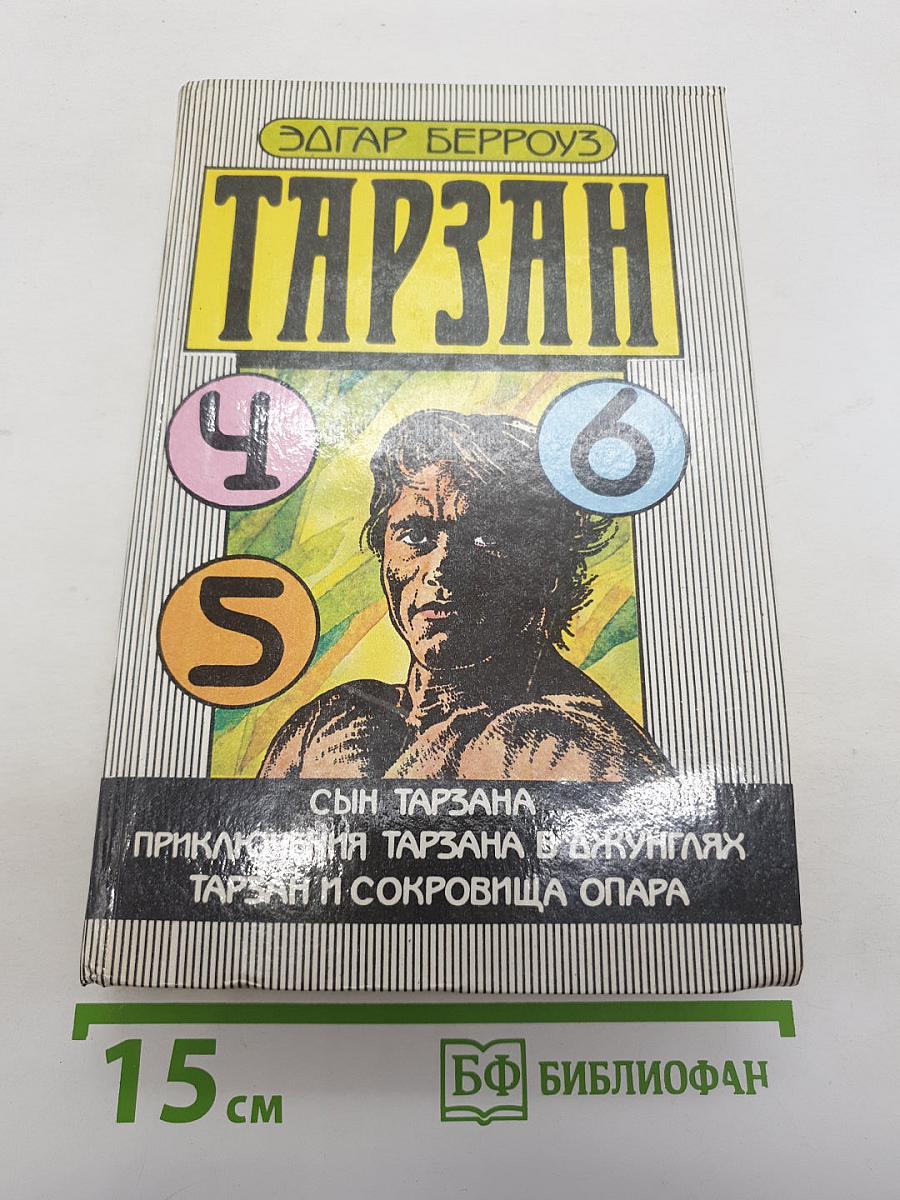 ЭДГАР БЕРРОУЗ
ТАРЗАН
4
6
5
СЫН ТАРЗАНА
ПРИКЛЮЧЕНИЯ ТАРЗАНА В ДЖУНГЛЯХ
ТАРЗАН И СОКРОВИЩА ОПАРА
15 см
БФ БИБЛИОФАН